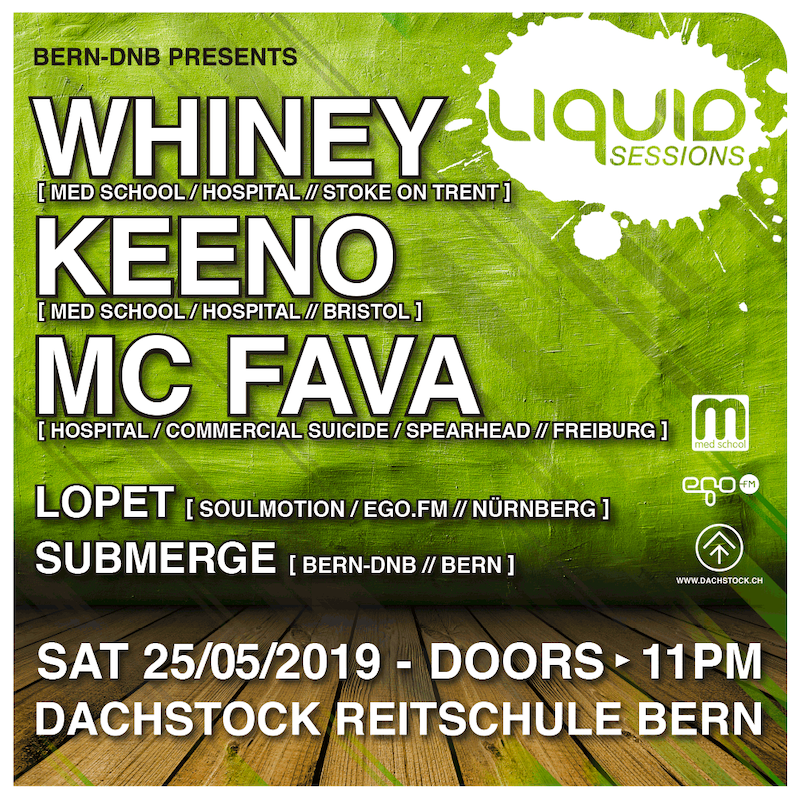 BERN-DNB PRESENTS
LIQUID
SESSIONS
WHINEY
[ MED SCHOOL / HOSPITAL // STOKE ON TRENT ]
KEENO
[ MED SCHOOL / HOSPITAL // BRISTOL ]
MC FAVA
[ HOSPITAL / COMMERCIAL SUICIDE / SPEARHEAD // FREIBURG ]
m
med school
LOPET [ SOULMOTION / EGO.FM // NÜRNBERG ]
ego FM
SUBMERGE [ BERN-DNB // BERN ]
WWW.DACHSTOCK.CH
SAT 25/05/2019 - DOORS ▸ 11PM
DACHSTOCK REITSCHULE BERN